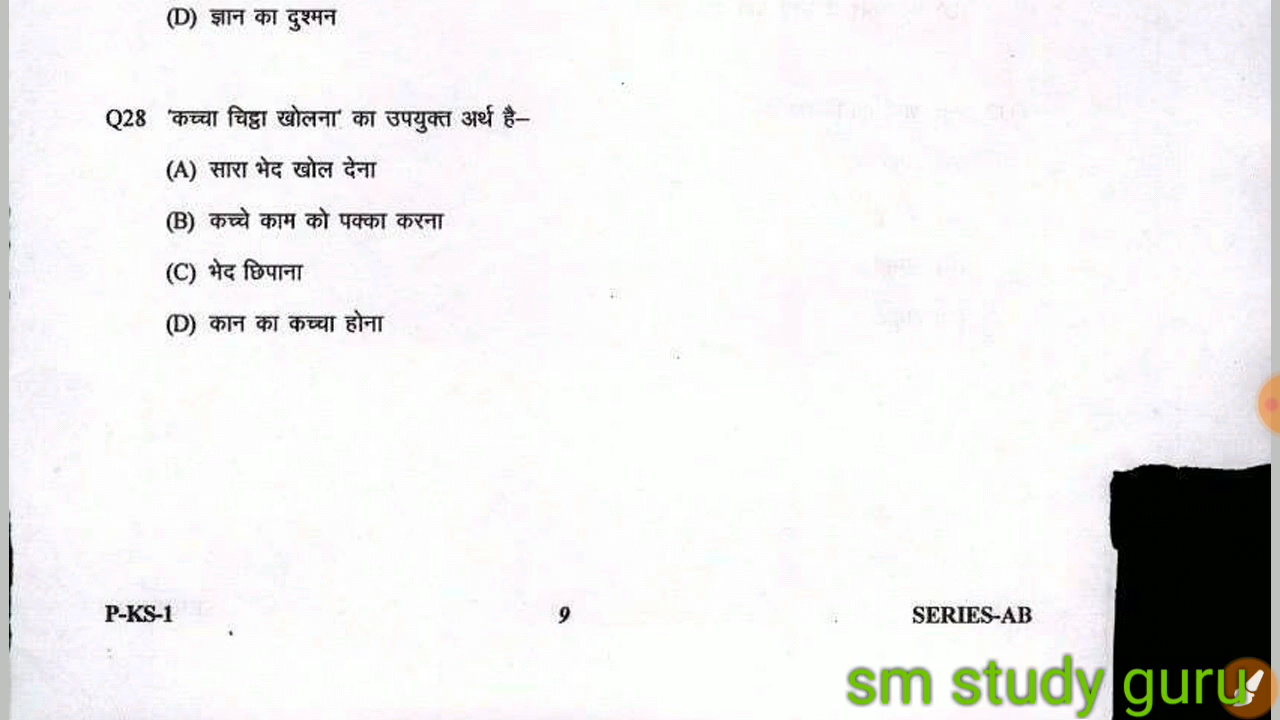 (D) ज्ञान का दुश्मन
Q28 'कच्चा चिट्ठा खोलना' का उपयुक्त अर्थ है–
(A) सारा भेद खोल देना
(B) कच्चे काम को पक्का करना
(C) भेद छिपाना
(D) कान का कच्चा होना
P-KS-1 9 SERIES-AB
sm study guru